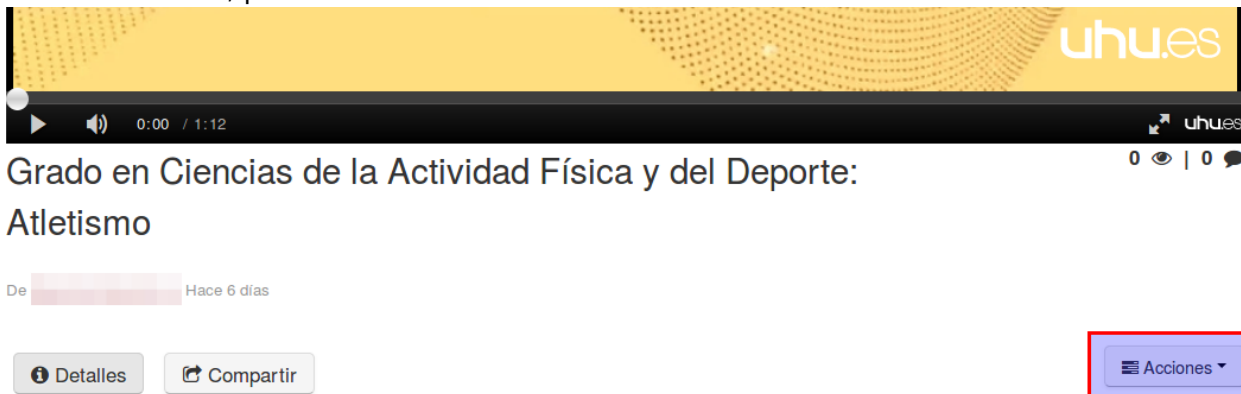 uhu.es
0:00 / 1:12
uhu.es
Grado en Ciencias de la Actividad Física y del Deporte:
Atletismo
0 | 0
De Hace 6 días
Detalles Compartir Acciones